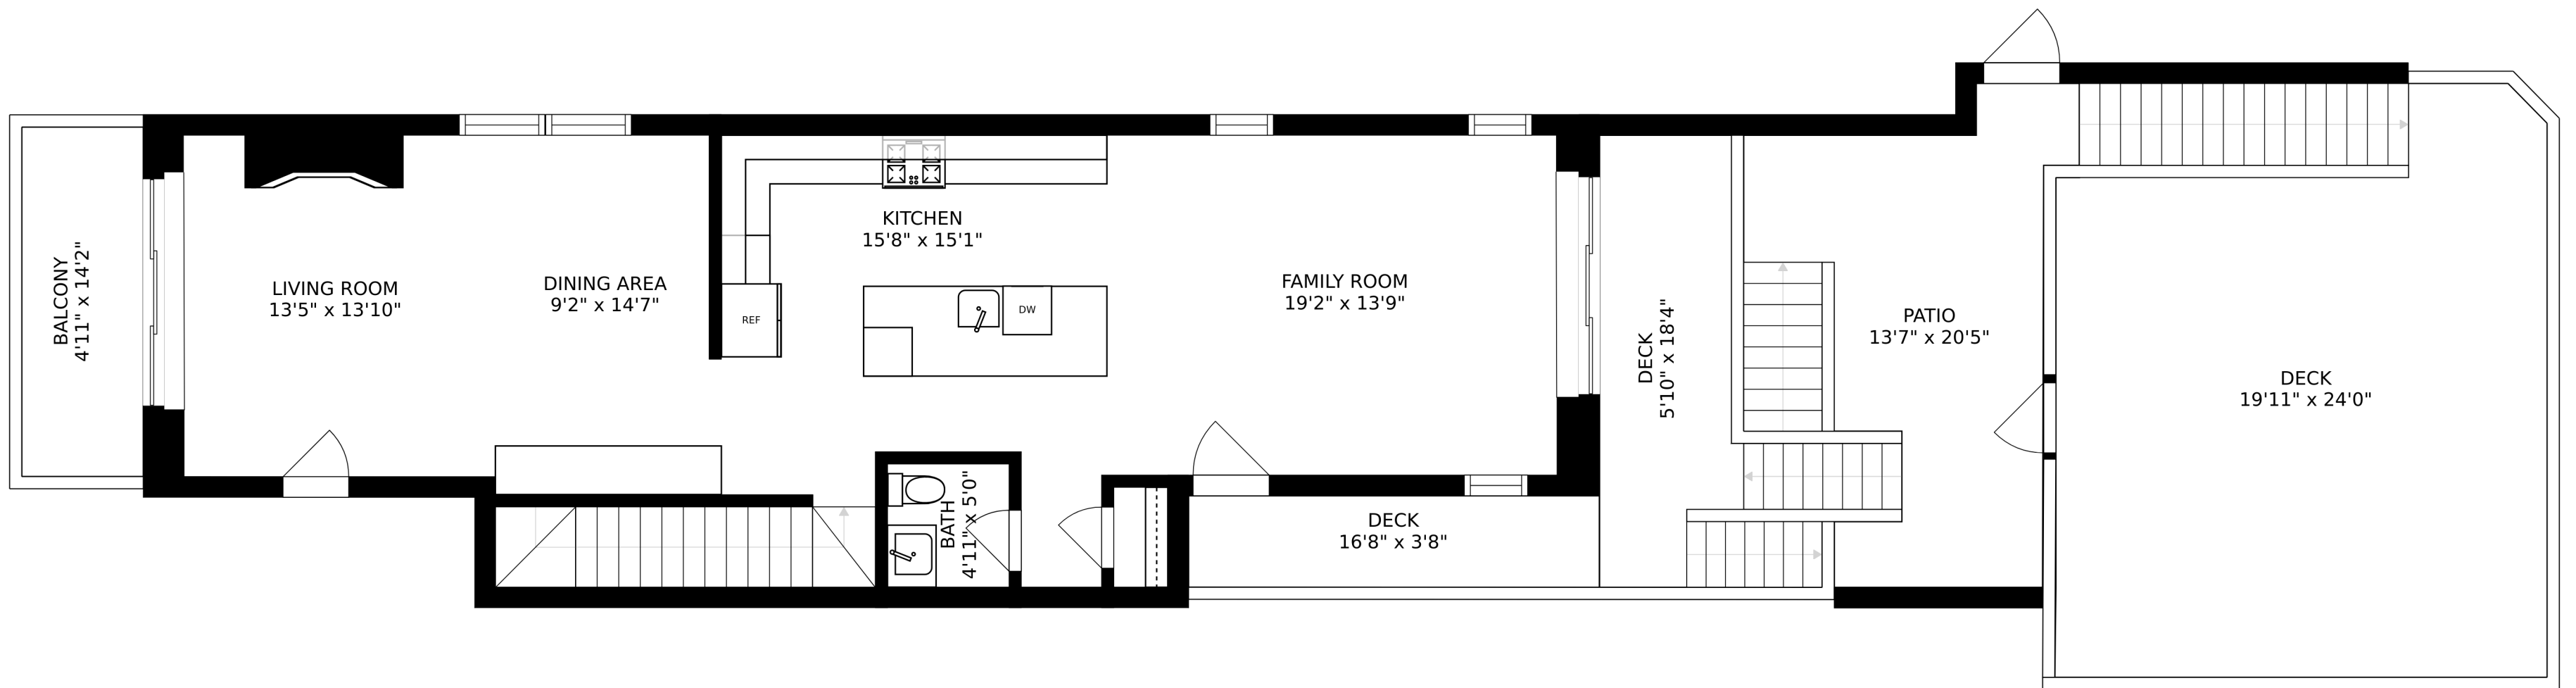 BALCONY
4'11" x 14'2"
LIVING ROOM
13'5" x 13'10"
DINING AREA
9'2" x 14'7"
KITCHEN
15'8" x 15'1"
REF
DW
BATH
4'11" x 5'0"
FAMILY ROOM
19'2" x 13'9"
DECK
16'8" x 3'8"
DECK
5'10" x 18'4"
PATIO
13'7" x 20'5"
DECK
19'11" x 24'0"